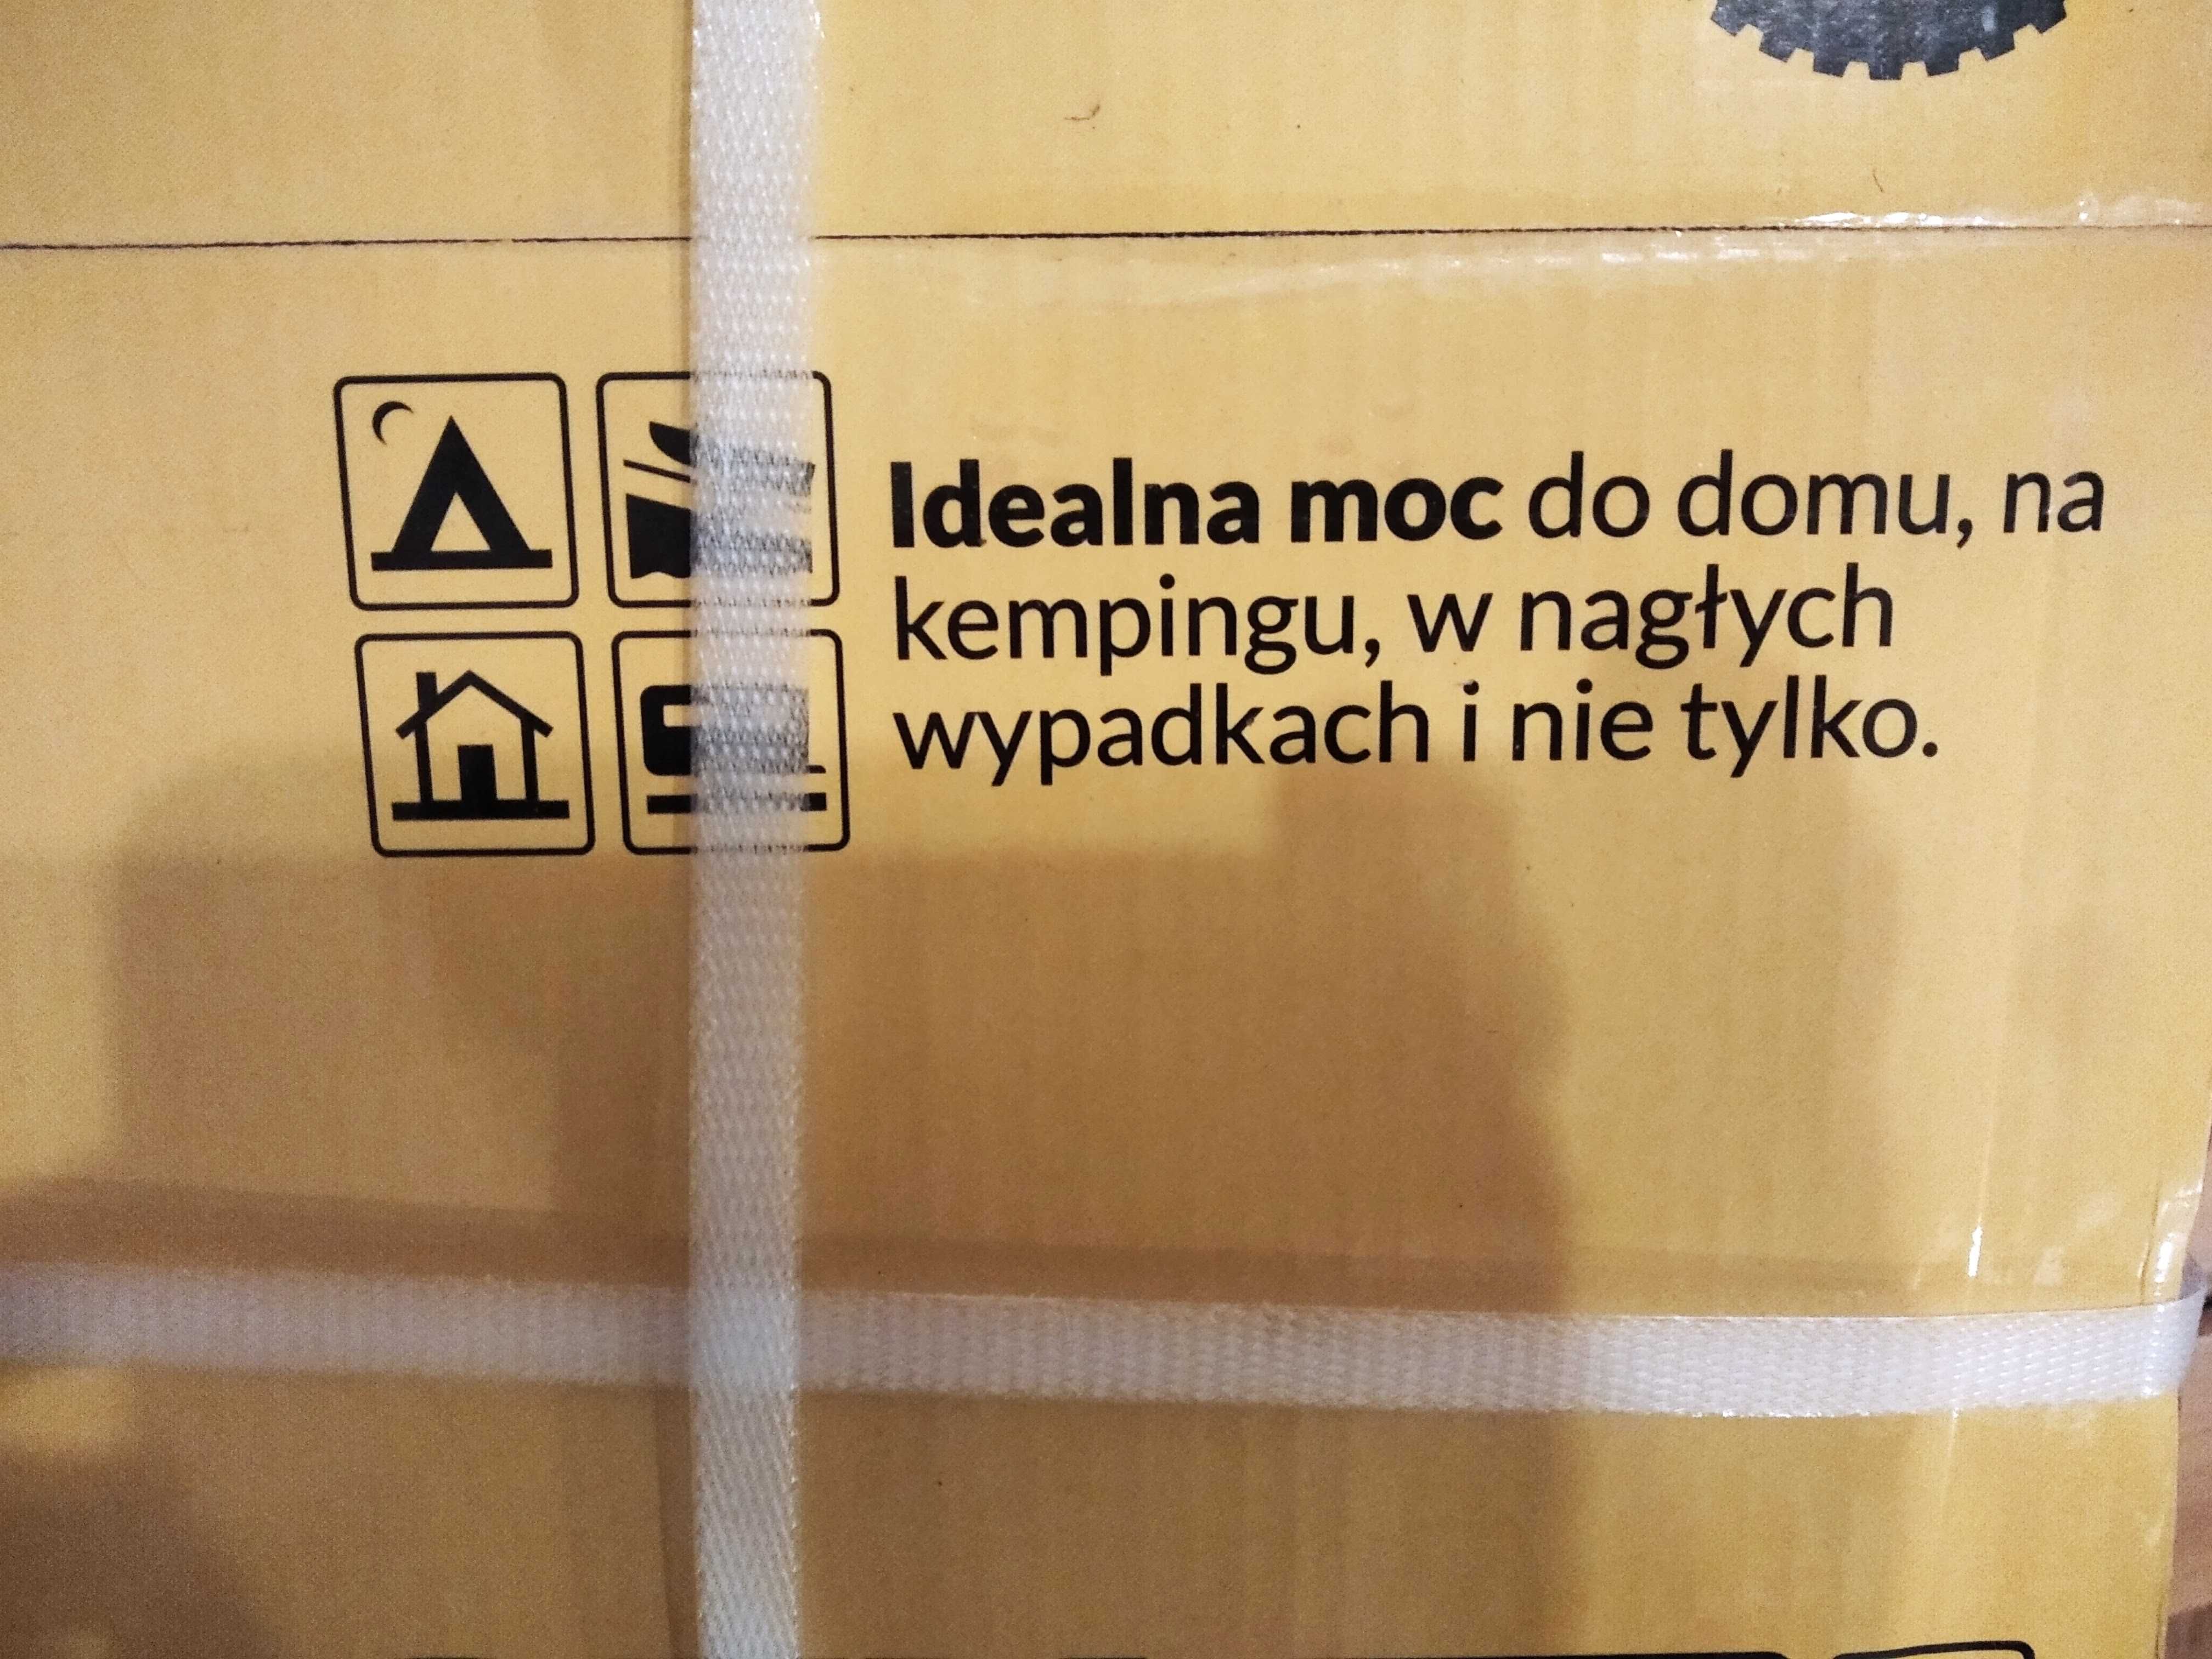 Idealna moc do domu, na
kempingu, w nagłych
wypadkach i nie tylko.